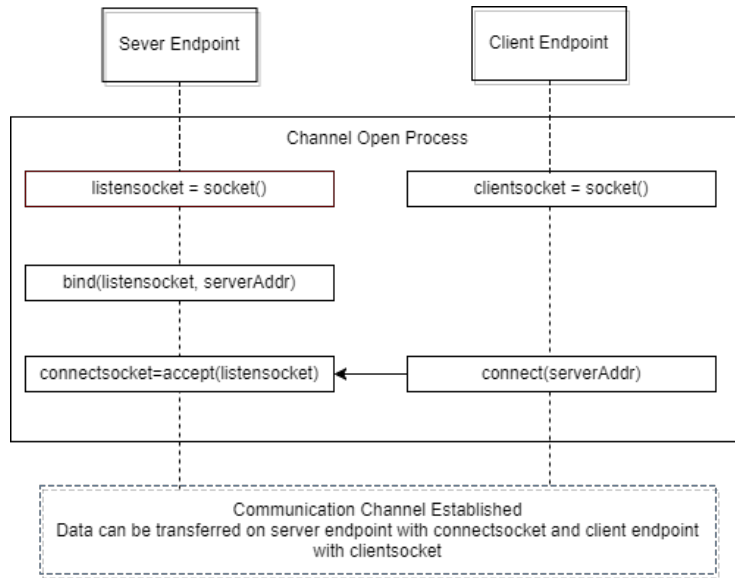 Sever Endpoint
Client Endpoint
Channel Open Process
listensocket = socket()
clientsocket = socket()
bind(listensocket, serverAddr)
connectsocket=accept(listensocket)
connect(serverAddr)
Communication Channel Established
Data can be transferred on server endpoint with connectsocket and client endpoint
with clientsocket